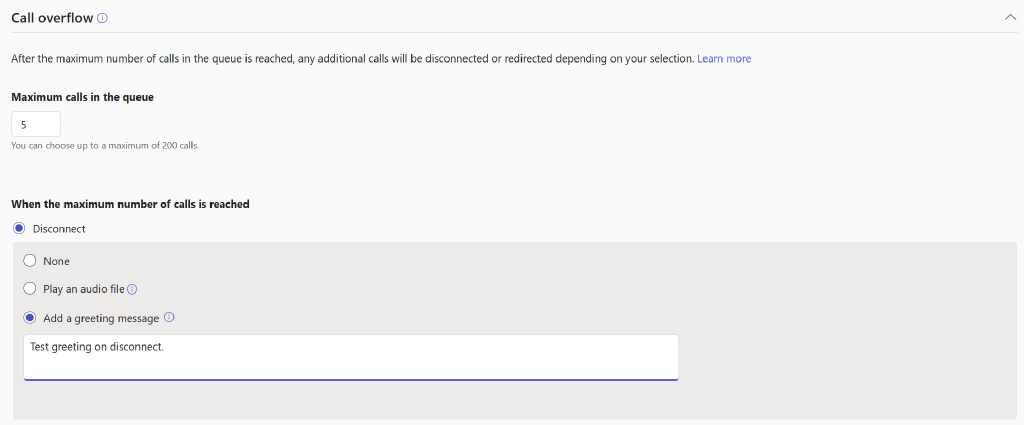 Call overflow
After the maximum number of calls in the queue is reached, any additional calls will be disconnected or redirected depending on your selection. Learn more
Maximum calls in the queue
5
You can choose up to a maximum of 200 calls.
When the maximum number of calls is reached
Disconnect
None
Play an audio file
Add a greeting message
Test greeting on disconnect.